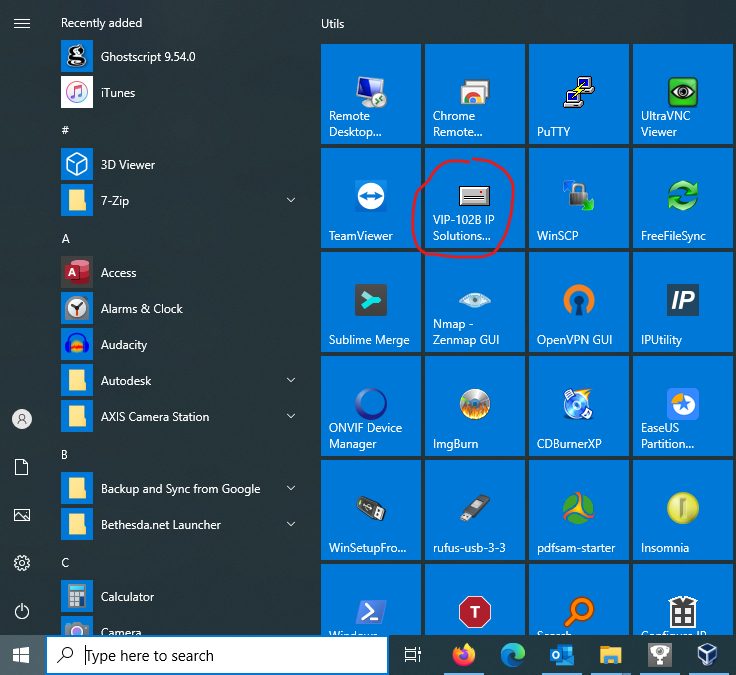 Recently added
Ghostscript 9.54.0
iTunes
#
3D Viewer
7-Zip
A
Access
Alarms & Clock
Audacity
Autodesk
AXIS Camera Station
B
Backup and Sync from Google
Bethesda.net Launcher
C
Calculator
Camera
Utils
Remote
Desktop...
Chrome
Remote...
PuTTY
UltraVNC
Viewer
TeamViewer
VIP-102B IP
Solutions...
WinSCP
FreeFileSync
Sublime Merge
Nmap -
Zenmap GUI
OpenVPN GUI
IP
IPUtility
ONVIF Device
Manager
ImgBurn
CDBurnerXP
EaseUS
Partition...
WinSetupFro...
rufus-usb-3-3
pdfsam-starter
Insomnia
Windows
T
Search
Configure IP
Type here to search